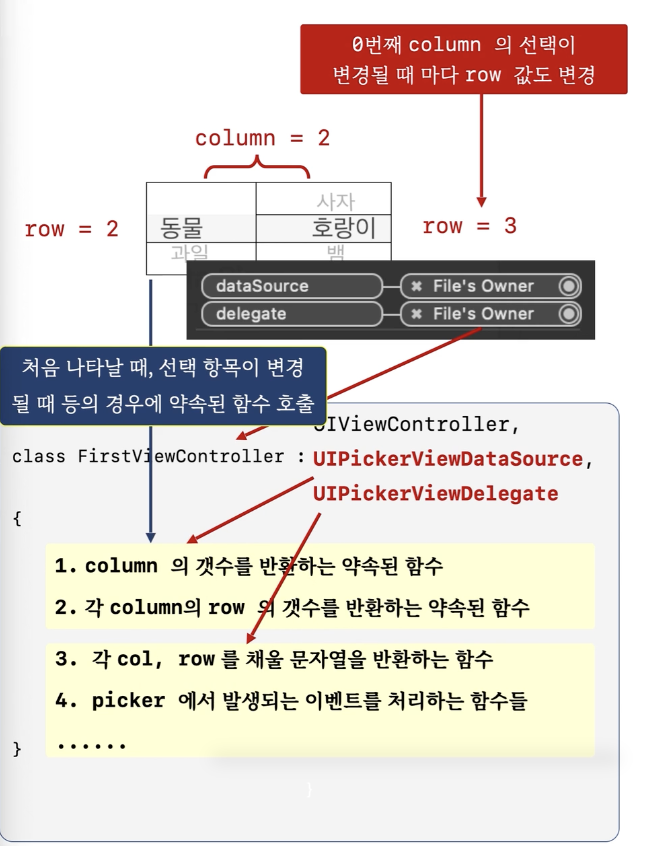 0번째 column 의 선택이
변경될 때 마다 row 값도 변경
column = 2
사자
row = 2
동물
호랑이
row = 3
과일
뱀
dataSource
✖ File's Owner
delegate
✖ File's Owner
처음 나타날 때, 선택 항목이 변경
될 때 등의 경우에 약속된 함수 호출
UIViewController,
class FirstViewController : UIPickerViewDataSource,
UIPickerViewDelegate
{
1. column 의 갯수를 반환하는 약속된 함수
2. 각 column의 row 의 갯수를 반환하는 약속된 함수
3. 각 col, row 를 채울 문자열을 반환하는 함수
4. picker 에서 발생되는 이벤트를 처리하는 함수들
......
}
)